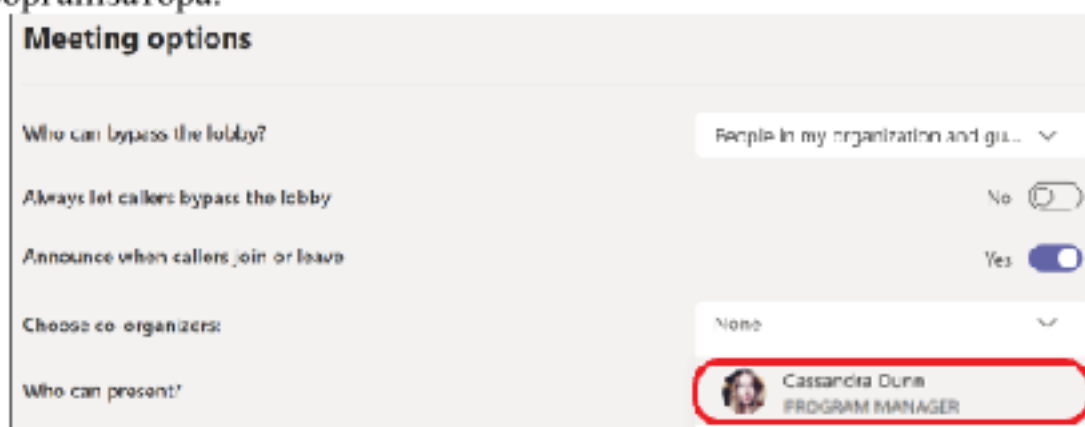 Meeting options
Who can bypass the lobby?
People in my organization and gu...
Always let callers bypass the lobby
No
Announce when callers join or leave
Yes
Choose co-organizers:
None
Who can present?
Cassandra Dunn
PROGRAM MANAGER